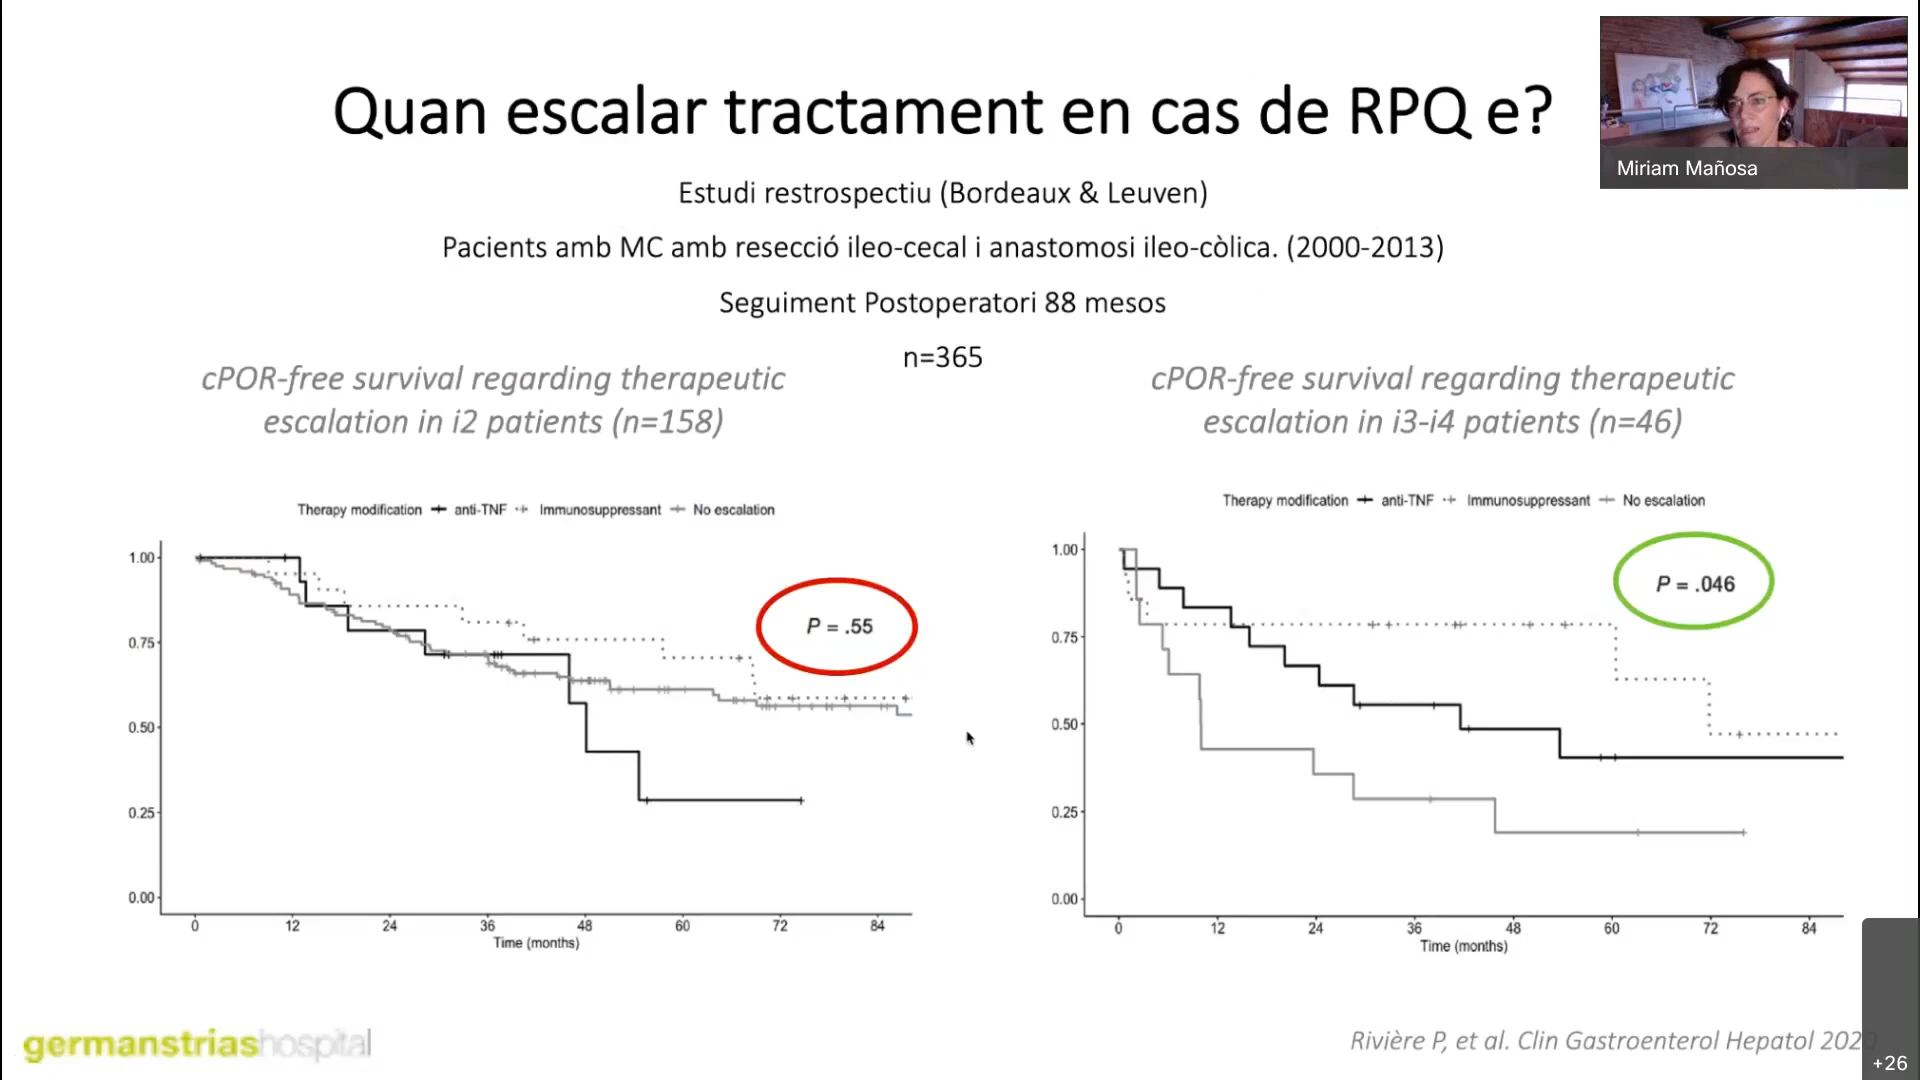 Quan escalar tractament en cas de RPQ e?
Miriam Mañosa
Estudi restrospectiu (Bordeaux & Leuven)
Pacients amb MC amb resecció ileo-cecal i anastomosi ileo-còlica. (2000-2013)
Seguiment Postoperatori 88 mesos
n=365
cPOR-free survival regarding therapeutic
escalation in i2 patients (n=158)
Therapy modification anti-TNF Immunosuppressant No escalation
P = .55
1.00
0.75
0.50
0.25
0.00
0 12 24 36 48 60 72 84
Time (months)
cPOR-free survival regarding therapeutic
escalation in i3-i4 patients (n=46)
Therapy modification anti-TNF Immunosuppressant No escalation
P = .046
1.00
0.75
0.50
0.25
0.00
0 12 24 36 48 60 72 84
Time (months)
germanstriashospital
Rivière P, et al. Clin Gastroenterol Hepatol 2020
+26